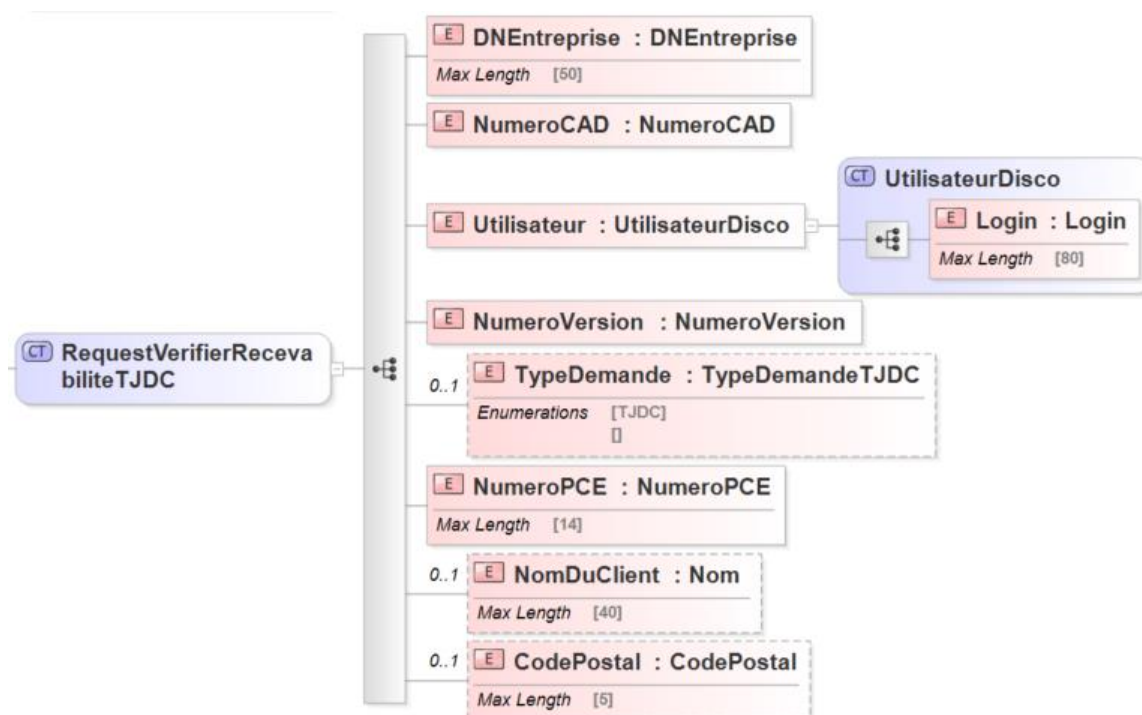 E DNEntreprise : DNEntreprise
Max Length [50]
E NumeroCAD : NumeroCAD
CT UtilisateurDisco
E Utilisateur : UtilisateurDisco
E Login : Login
Max Length [80]
E NumeroVersion : NumeroVersion
CT RequestVerifierReceva
biliteTJDC
0..1 E TypeDemande : TypeDemandeTJDC
Enumerations [TJDC]
[]
E NumeroPCE : NumeroPCE
Max Length [14]
0..1 E NomDuClient : Nom
Max Length [40]
0..1 E CodePostal : CodePostal
Max Length [5]